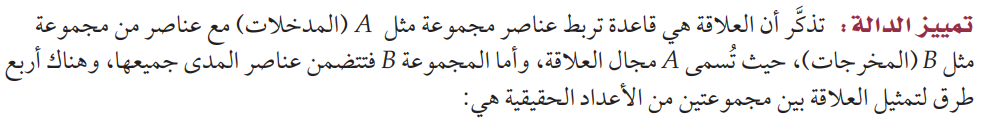 تمييز الدالة : تذكَّر أن العلاقة هي قاعدة تربط عناصر مجموعة مثل A (المدخلات) مع عناصر من مجموعة
مثل B (المخرجات)، حيث تُسمى A مجال العلاقة، وأما المجموعة B فتتضمن عناصر المدى جميعها، وهناك أربع
طرق لتمثيل العلاقة بين مجموعتين من الأعداد الحقيقية هي: